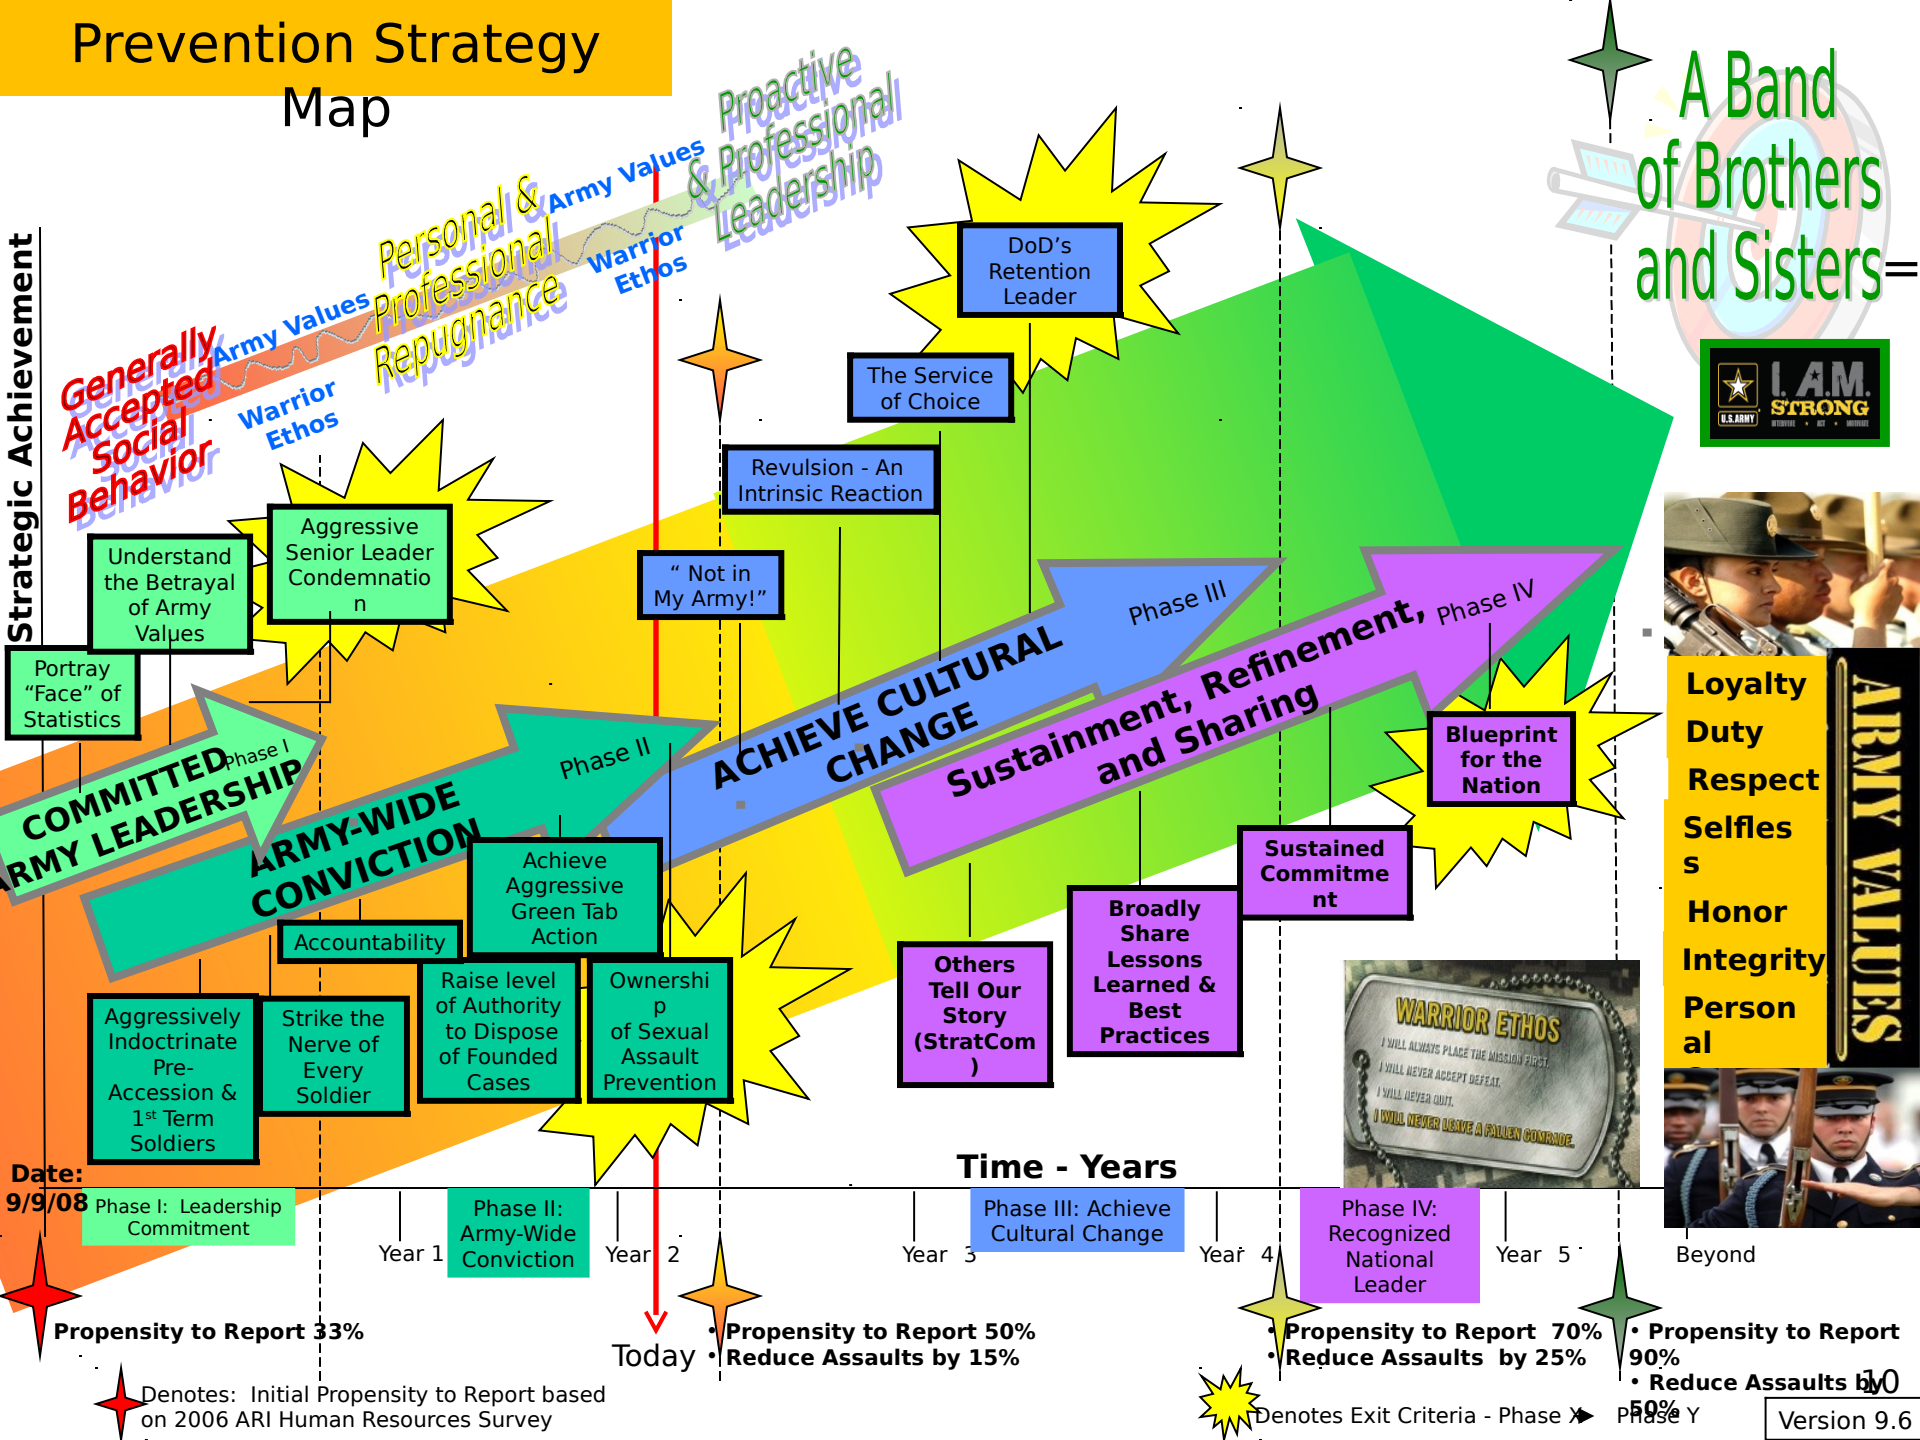 Prevention Strategy
Map
Strategic Achievement
Generally
Accepted
Social
Behavior
Army Values
Warrior
Ethos
Personal &
Professional
Repugnance
Army Values
Warrior
Ethos
Proactive
& Professional
Leadership
A Band
of Brothers
and Sisters
=
U.S.ARMY
I. A.M.
STRONG
INTERVENE • ACT • MOTIVATE
DoD’s
Retention
Leader
The Service
of Choice
Revulsion - An
Intrinsic Reaction
“ Not in
My Army!”
Aggressive
Senior Leader
Condemnatio
n
Understand
the Betrayal
of Army
Values
Portray
“Face” of
Statistics
COMMITTED
ARMY LEADERSHIP
Phase I
ARMY-WIDE
CONVICTION
Phase II
ACHIEVE CULTURAL
CHANGE
Phase III
Sustainment, Refinement,
and Sharing
Phase IV
Blueprint
for the
Nation
Sustained
Commitme
nt
Broadly
Share
Lessons
Learned &
Best
Practices
Others
Tell Our
Story
(StratCom
)
Achieve
Aggressive
Green Tab
Action
Accountability
Raise level
of Authority
to Dispose
of Founded
Cases
Ownershi
p
of Sexual
Assault
Prevention
Strike the
Nerve of
Every
Soldier
Aggressively
Indoctrinate
Pre-
Accession &
1st Term
Soldiers
Loyalty
Duty
Respect
Selfles
s
Honor
Integrity
Person
al
ARMY VALUES
WARRIOR ETHOS
I WILL ALWAYS PLACE THE MISSION FIRST.
I WILL NEVER ACCEPT DEFEAT.
I WILL NEVER QUIT.
I WILL NEVER LEAVE A FALLEN COMRADE.
Time - Years
Date:
9/9/08
Phase I: Leadership
Commitment
Year 1
Phase II:
Army-Wide
Conviction
Year 2
Year 3
Phase III: Achieve
Cultural Change
Year 4
Phase IV:
Recognized
National
Leader
Year 5
Beyond
Propensity to Report 33%
Today
• Propensity to Report 50%
• Reduce Assaults by 15%
• Propensity to Report 70%
• Reduce Assaults by 25%
• Propensity to Report
90%
• Reduce Assaults by
50%
10
Denotes: Initial Propensity to Report based
on 2006 ARI Human Resources Survey
Denotes Exit Criteria - Phase X Phase Y
Version 9.6